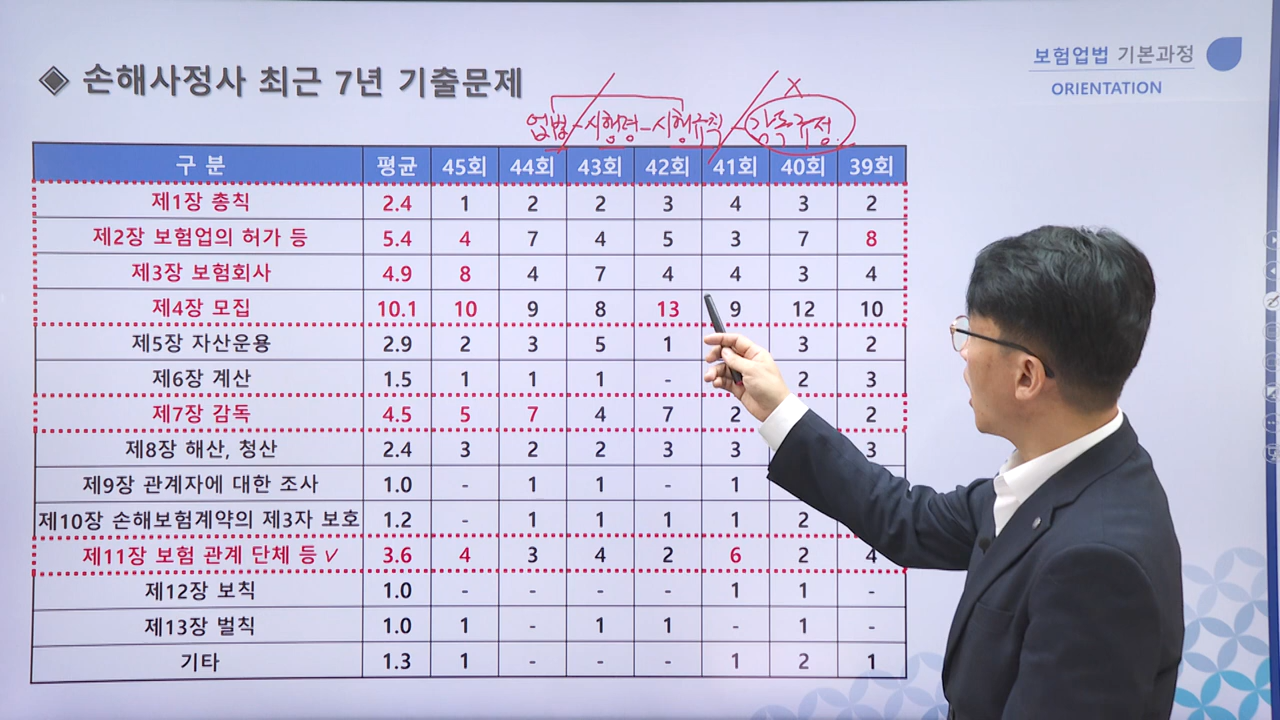 손해사정사 최근 7년 기출문제
보험업법 기본과정
ORIENTATION
업법-시행령-시행규칙-감독규정.
구 분 평균 45회 44회 43회 42회 41회 40회 39회
제1장 총칙 2.4 1 2 2 3 4 3 2
제2장 보험업의 허가 등 5.4 4 7 4 5 3 7 8
제3장 보험회사 4.9 8 4 7 4 4 3 4
제4장 모집 10.1 10 9 8 13 9 12 10
제5장 자산운용 2.9 2 3 5 1 3 2
제6장 계산 1.5 1 1 1 - 2 3
제7장 감독 4.5 5 7 4 7 2 2
제8장 해산, 청산 2.4 3 2 2 3 3 3
제9장 관계자에 대한 조사 1.0 - 1 1 - 1
제10장 손해보험계약의 제3자 보호 1.2 - 1 1 1 1 2
제11장 보험 관계 단체 등 3.6 4 3 4 2 6 2 4
제12장 보칙 1.0 - - - - 1 1 -
제13장 벌칙 1.0 1 - 1 1 - 1 -
기타 1.3 1 - - - 1 2 1